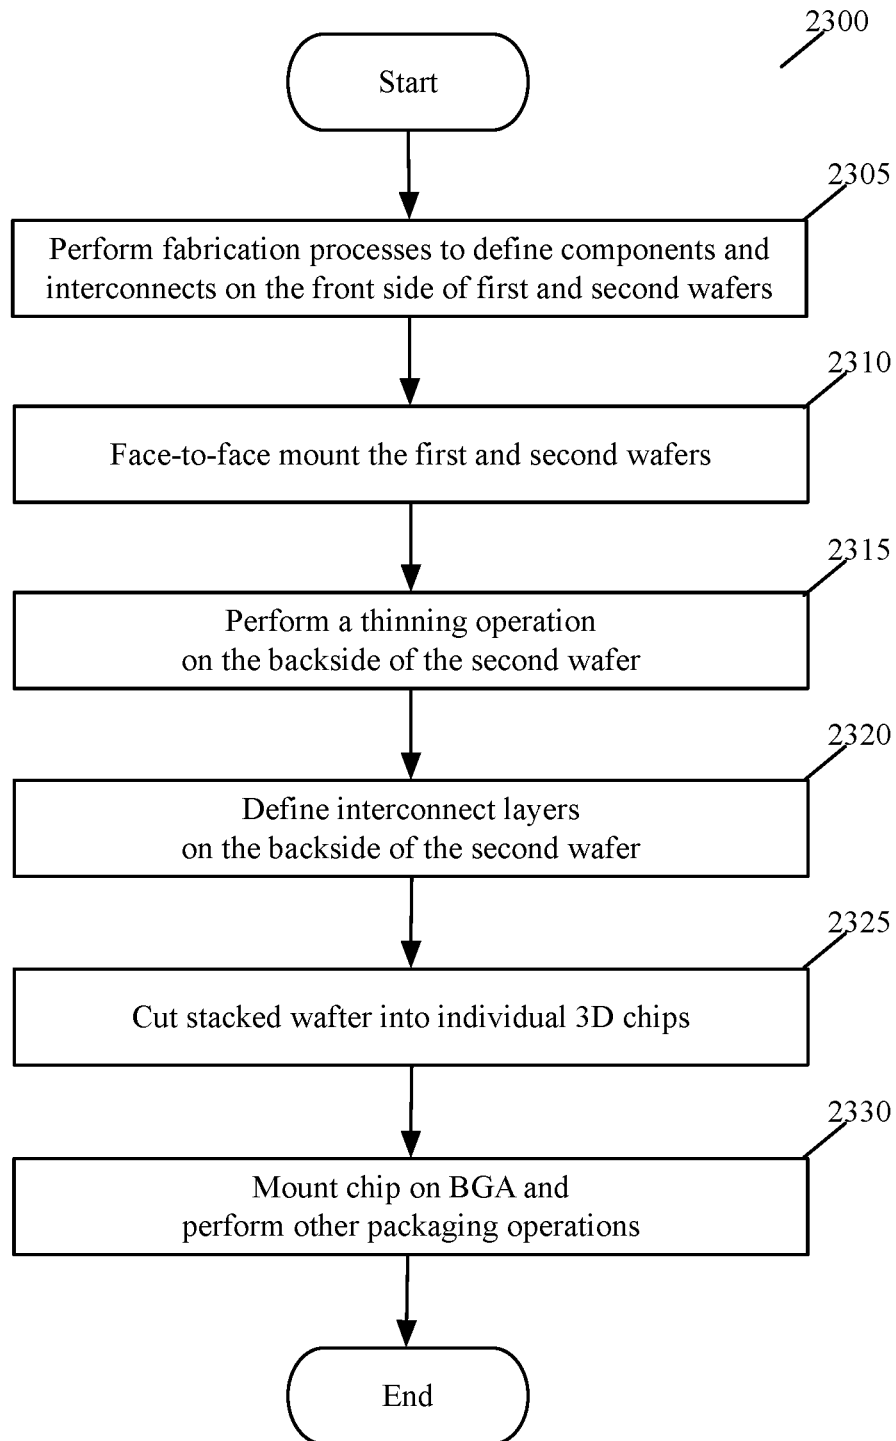 2300
Start
2305
Perform fabrication processes to define components and
interconnects on the front side of first and second wafers
2310
Face-to-face mount the first and second wafers
2315
Perform a thinning operation
on the backside of the second wafer
2320
Define interconnect layers
on the backside of the second wafer
2325
Cut stacked wafter into individual 3D chips
2330
Mount chip on BGA and
perform other packaging operations
End